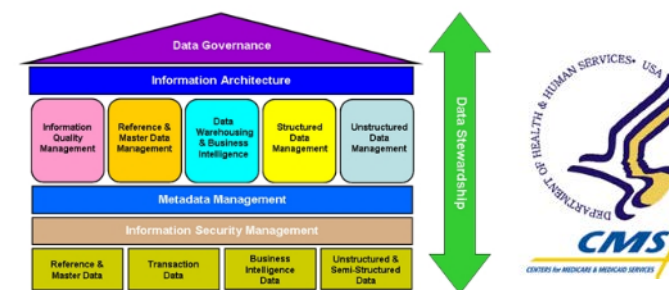 Data Governance
Information Architecture
Information
Quality
Management
Reference &
Master Data
Management
Data
Warehousing
& Business
Intelligence
Structured
Data
Management
Unstructured
Data
Management
Metadata Management
Information Security Management
Reference &
Master Data
Transaction
Data
Business
Intelligence
Data
Unstructured &
Semi-Structured
Data
Data Stewardship
DEPARTMENT OF HEALTH & HUMAN SERVICES • USA
CMS
CENTERS for MEDICARE & MEDICAID SERVICES